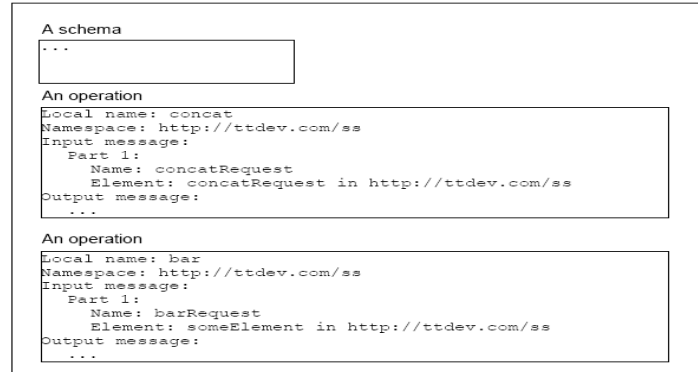 A schema
...
An operation
Local name: concat
Namespace: http://ttdev.com/ss
Input message:
Part 1:
Name: concatRequest
Element: concatRequest in http://ttdev.com/ss
Output message:
...
An operation
Local name: bar
Namespace: http://ttdev.com/ss
Input message:
Part 1:
Name: barRequest
Element: someElement in http://ttdev.com/ss
Output message:
...